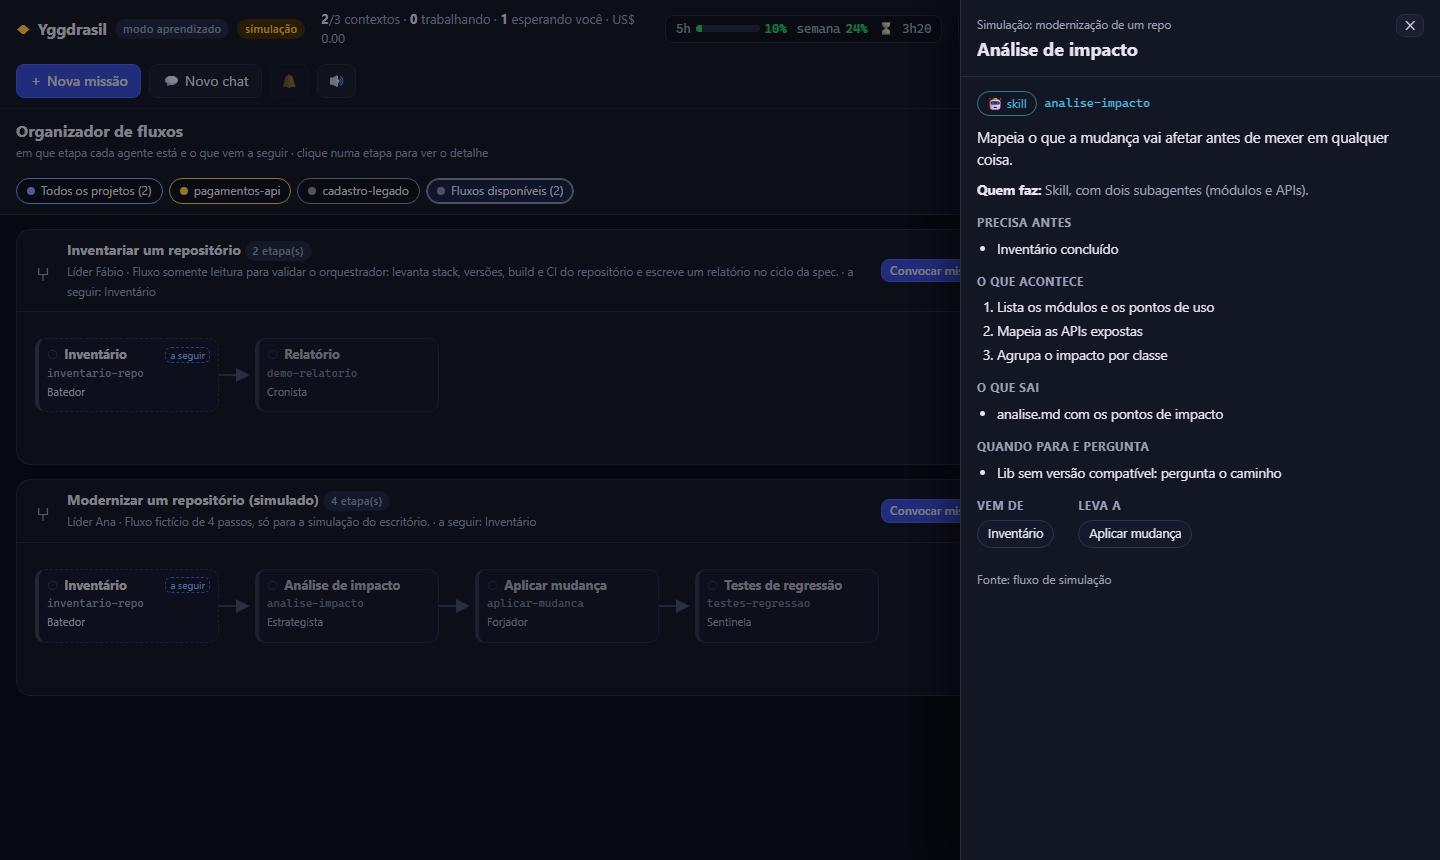 Yggdrasil
modo aprendizado
simulação
2/3 contextos · 0 trabalhando · 1 esperando você · US$
0.00
5h 10% semana 24% 3h20
+ Nova missão
Novo chat
Organizador de fluxos
em que etapa cada agente está e o que vem a seguir · clique numa etapa para ver o detalhe
Todos os projetos (2)
pagamentos-api
cadastro-legado
Fluxos disponíveis (2)
Inventariar um repositório 2 etapa(s)
Líder Fábio · Fluxo somente leitura para validar o orquestrador: levanta stack, versões, build e CI do repositório e escreve um relatório no ciclo da spec. · a
seguir: Inventário
Convocar mis
Inventário a seguir
inventario-repo
Batedor
Relatório
demo-relatorio
Cronista
Modernizar um repositório (simulado) 4 etapa(s)
Líder Ana · Fluxo fictício de 4 passos, só para a simulação do escritório. · a seguir: Inventário
Convocar mis
Inventário a seguir
inventario-repo
Batedor
Análise de impacto
analise-impacto
Estrategista
Aplicar mudança
aplicar-mudanca
Forjador
Testes de regressão
testes-regressao
Sentinela
Simulação: modernização de um repo
Análise de impacto
skill analise-impacto
Mapeia o que a mudança vai afetar antes de mexer em qualquer
coisa.
Quem faz: Skill, com dois subagentes (módulos e APIs).
PRECISA ANTES
• Inventário concluído
O QUE ACONTECE
1. Lista os módulos e os pontos de uso
2. Mapeia as APIs expostas
3. Agrupa o impacto por classe
O QUE SAI
• analise.md com os pontos de impacto
QUANDO PARA E PERGUNTA
• Lib sem versão compatível: pergunta o caminho
VEM DE
Inventário
LEVA A
Aplicar mudança
Fonte: fluxo de simulação